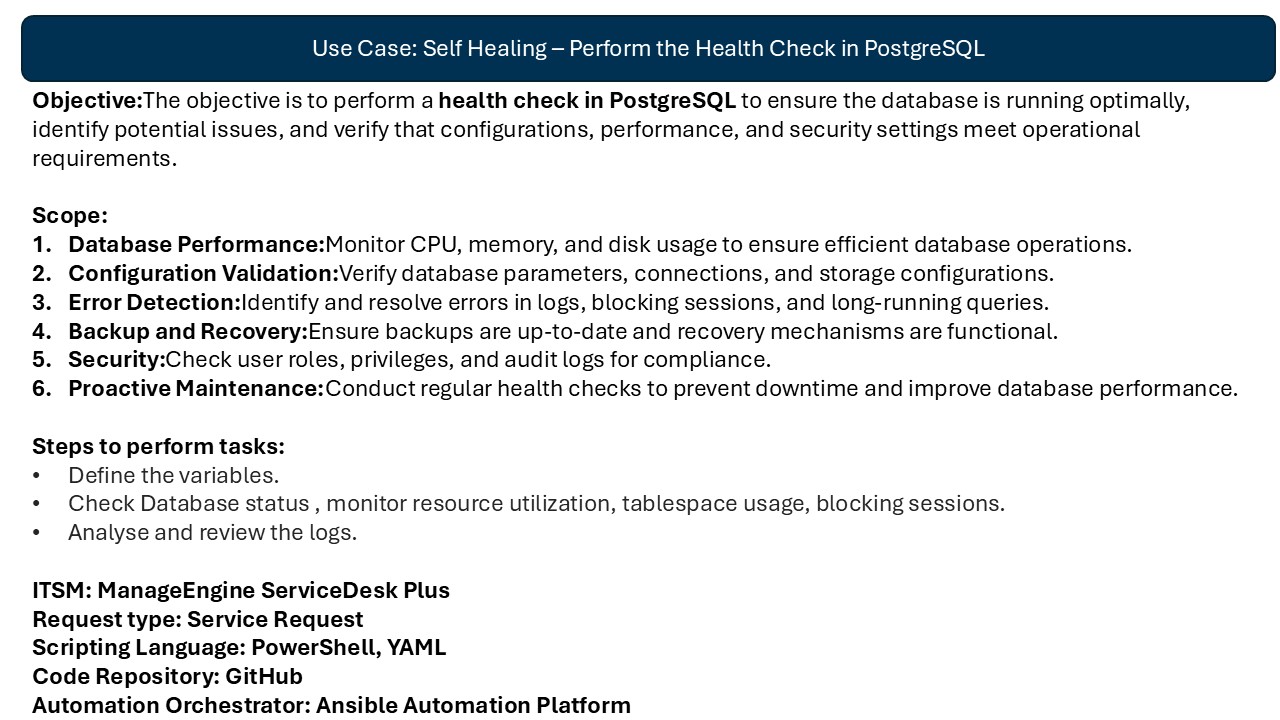 Use Case: Self Healing – Perform the Health Check in PostgreSQL
Objective:The objective is to perform a health check in PostgreSQL to ensure the database is running optimally,
identify potential issues, and verify that configurations, performance, and security settings meet operational
requirements.
Scope:
1. Database Performance:Monitor CPU, memory, and disk usage to ensure efficient database operations.
2. Configuration Validation:Verify database parameters, connections, and storage configurations.
3. Error Detection:Identify and resolve errors in logs, blocking sessions, and long-running queries.
4. Backup and Recovery:Ensure backups are up-to-date and recovery mechanisms are functional.
5. Security:Check user roles, privileges, and audit logs for compliance.
6. Proactive Maintenance:Conduct regular health checks to prevent downtime and improve database performance.
Steps to perform tasks:
• Define the variables.
• Check Database status , monitor resource utilization, tablespace usage, blocking sessions.
• Analyse and review the logs.
ITSM: ManageEngine ServiceDesk Plus
Request type: Service Request
Scripting Language: PowerShell, YAML
Code Repository: GitHub
Automation Orchestrator: Ansible Automation Platform